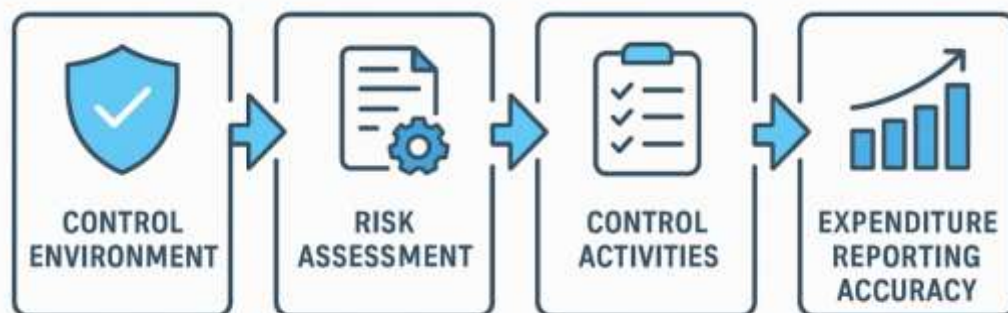 CONTROL
ENVIRONMENT
RISK
ASSESSMENT
CONTROL
ACTIVITIES
EXPENDITURE
REPORTING
ACCURACY